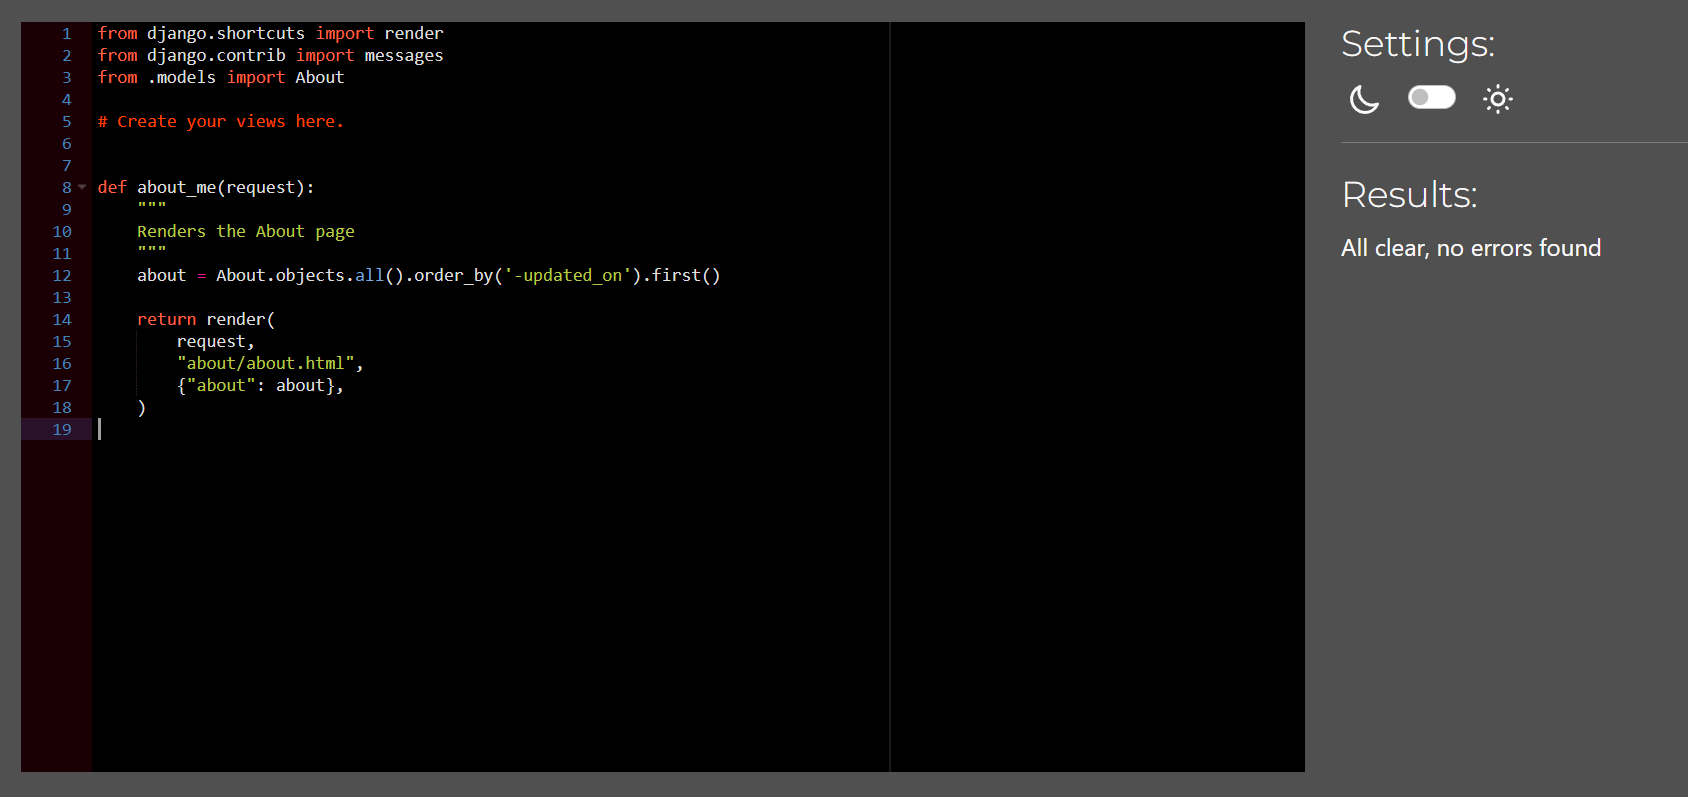 1 from django.shortcuts import render
2 from django.contrib import messages
3 from .models import About
4
5 # Create your views here.
6
7
8 def about_me(request):
9     """
10     Renders the About page
11     """
12     about = About.objects.all().order_by('-updated_on').first()
13
14     return render(
15         request,
16         "about/about.html",
17         {"about": about},
18     )
19
Settings:
Results:
All clear, no errors found